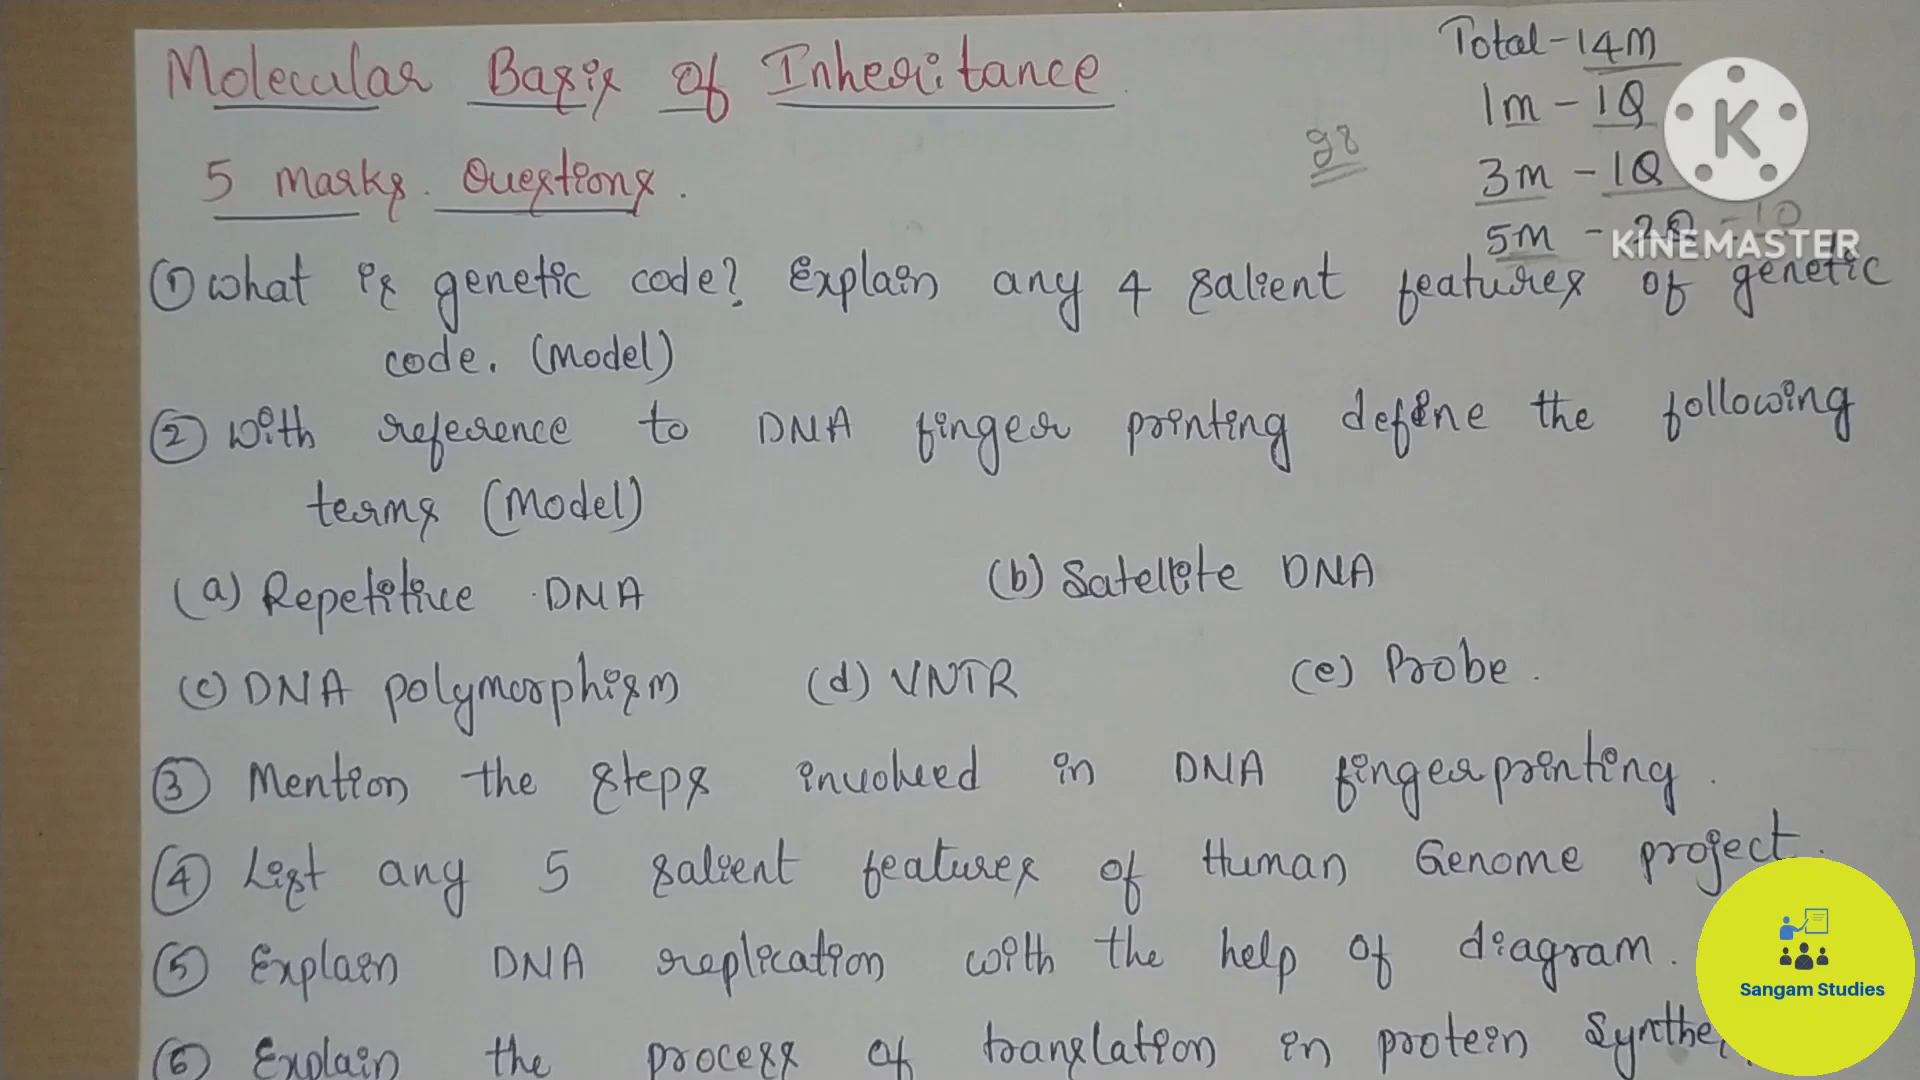 Molecular Basis of Inheritance
Total-14M
1m - 1Q
3m - 1Q
5m - 2Q - 1Q
5 marks Questions.
① What is genetic code? Explain any 4 salient features of genetic
code. (Model)
② With reference to DNA finger printing define the following
terms (Model)
(a) Repetitive DNA (b) Satellite DNA
(c) DNA polymorphism (d) VNTR (e) Probe.
③ Mention the steps involved in DNA fingerprinting.
④ List any 5 salient features of Human Genome project.
⑤ Explain DNA replication with the help of diagram.
⑥ Explain the process of translation in protein
KINEMASTER
Sangam Studies